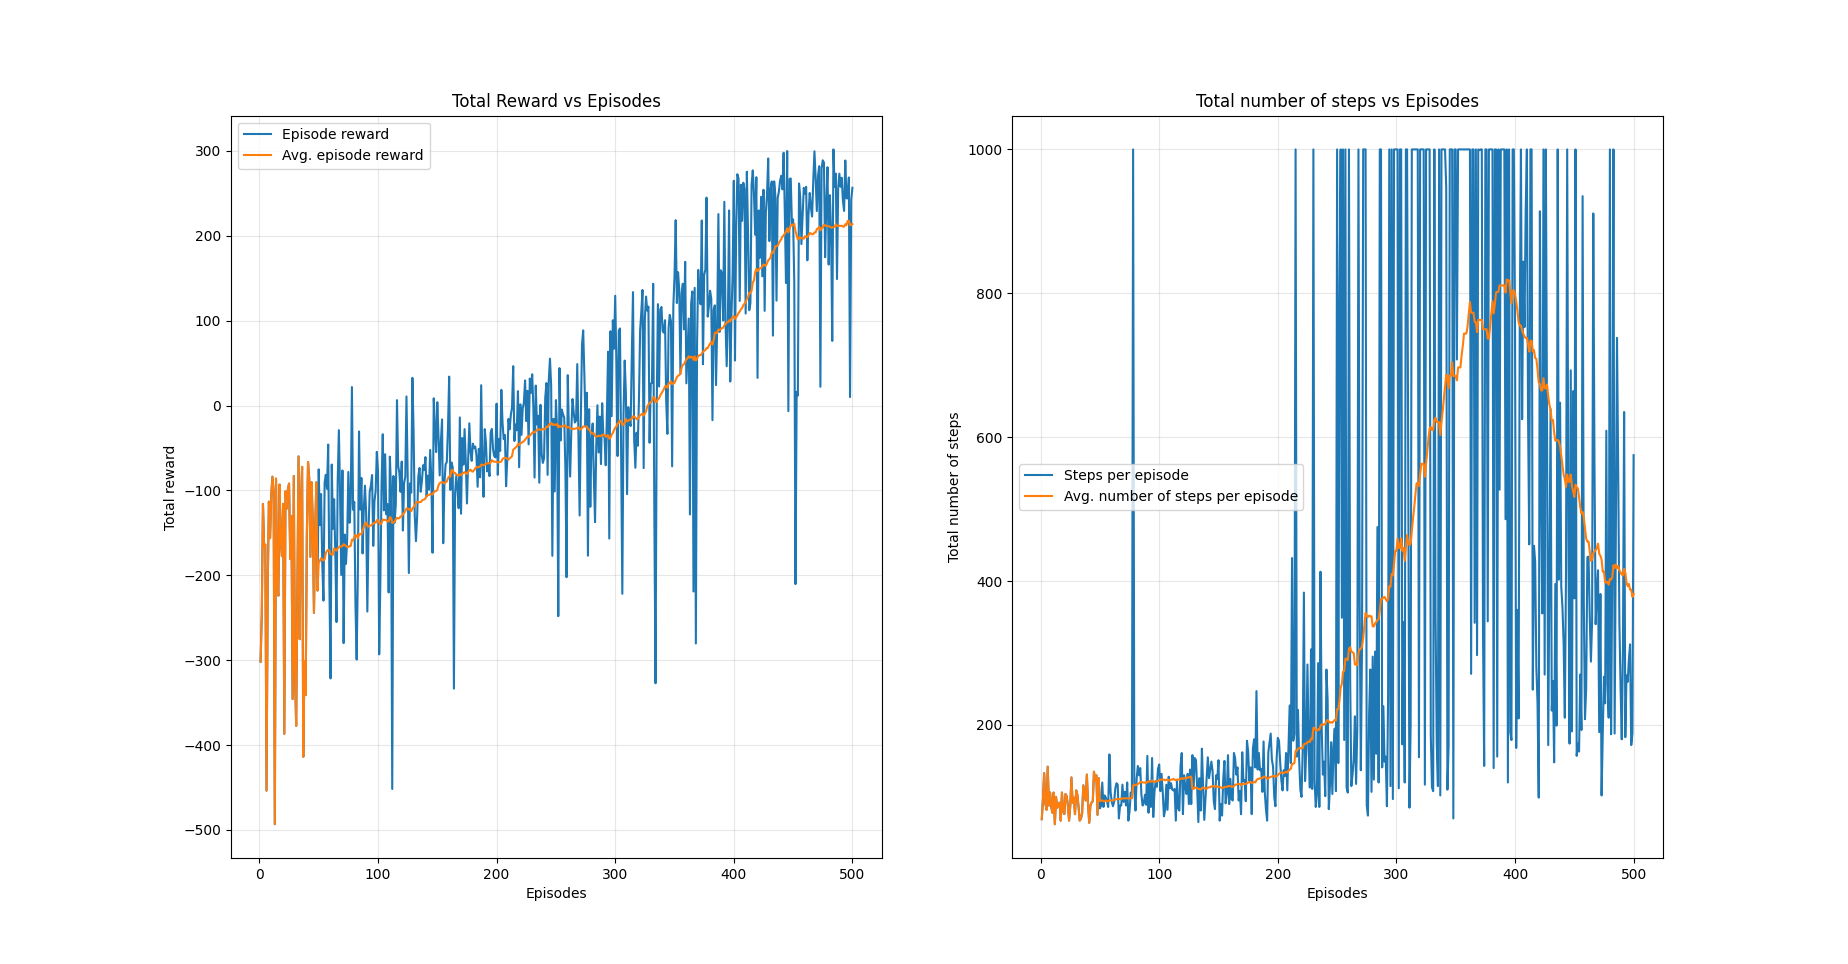 Total Reward vs Episodes
Episode reward
Avg. episode reward
300
200
100
0
−100
−200
−300
−400
−500
Total reward
0
100
200
300
400
500
Episodes
Total number of steps vs Episodes
Steps per episode
Avg. number of steps per episode
1000
800
600
400
200
Total number of steps
0
100
200
300
400
500
Episodes